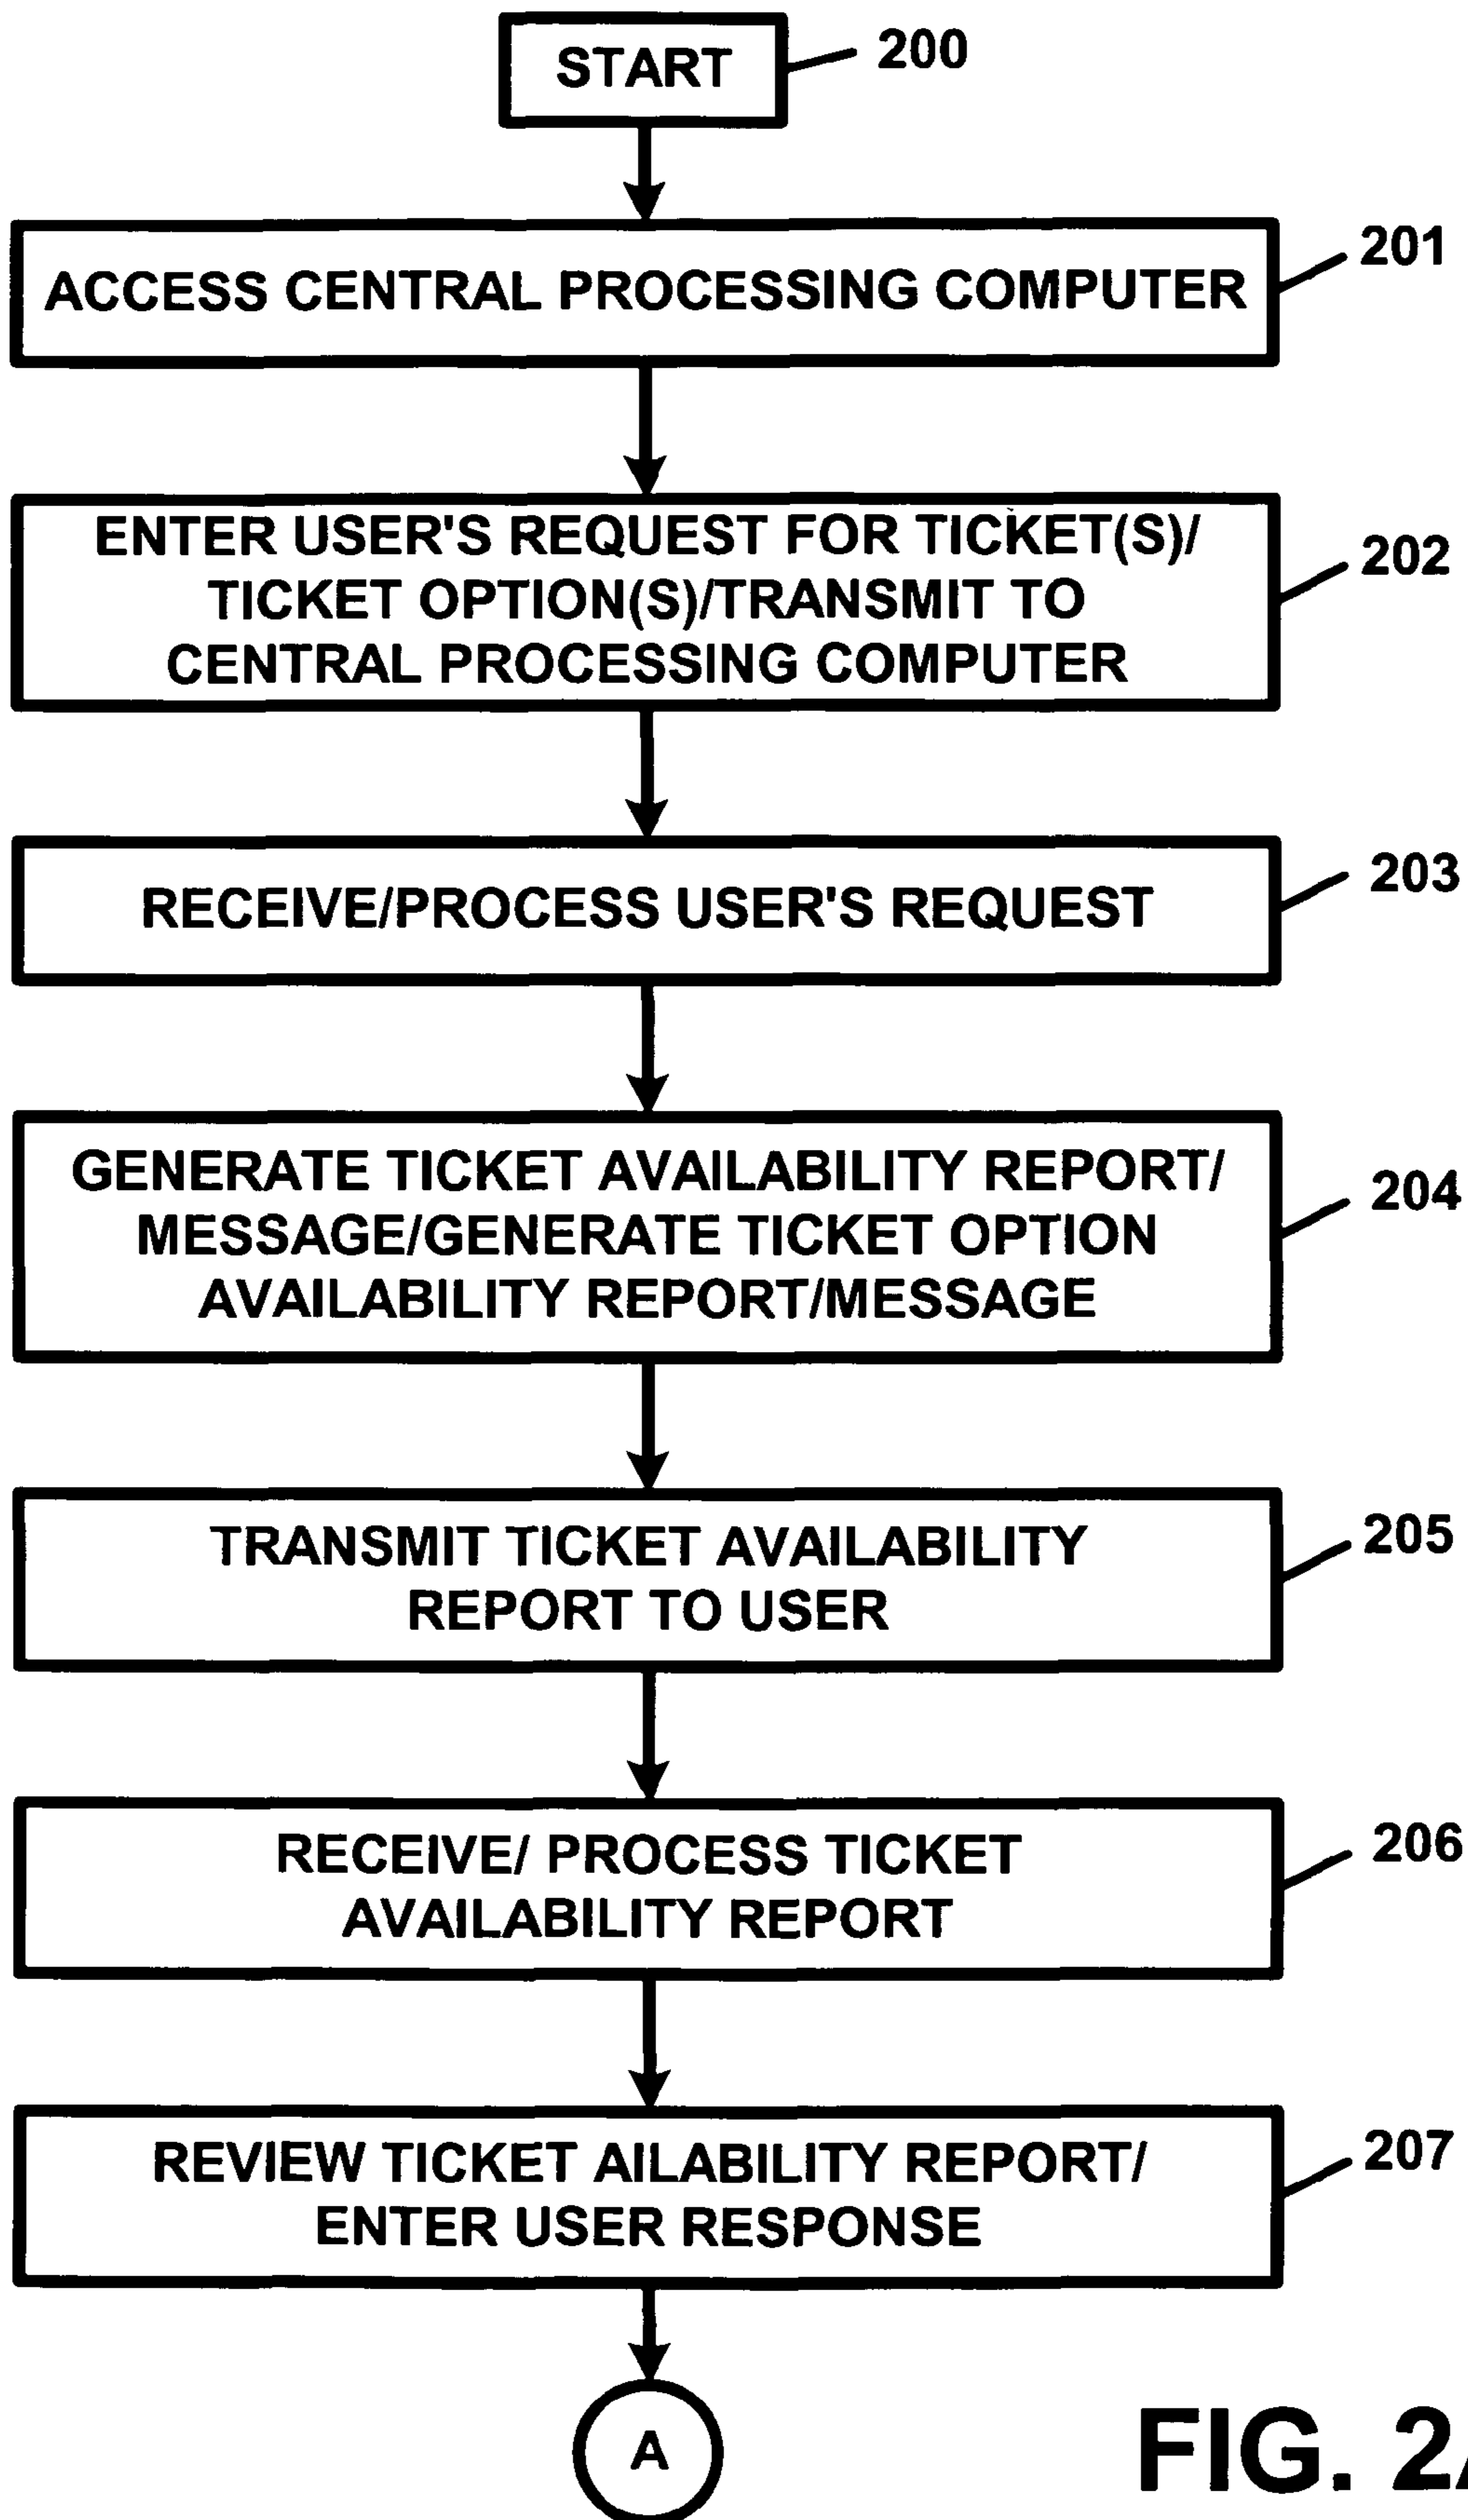 START
200
ACCESS CENTRAL PROCESSING COMPUTER
201
ENTER USER'S REQUEST FOR TICKET(S)/
TICKET OPTION(S)/TRANSMIT TO
CENTRAL PROCESSING COMPUTER
202
RECEIVE/PROCESS USER'S REQUEST
203
GENERATE TICKET AVAILABILITY REPORT/
MESSAGE/GENERATE TICKET OPTION
AVAILABILITY REPORT/MESSAGE
204
TRANSMIT TICKET AVAILABILITY
REPORT TO USER
205
RECEIVE/ PROCESS TICKET
AVAILABILITY REPORT
206
REVIEW TICKET AILABILITY REPORT/
ENTER USER RESPONSE
207
A
FIG. 2